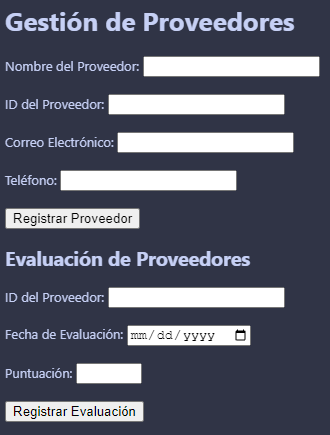 Gestión de Proveedores
Nombre del Proveedor:
ID del Proveedor:
Correo Electrónico:
Teléfono:
Registrar Proveedor
Evaluación de Proveedores
ID del Proveedor:
Fecha de Evaluación: mm/dd/yyyy
Puntuación:
Registrar Evaluación